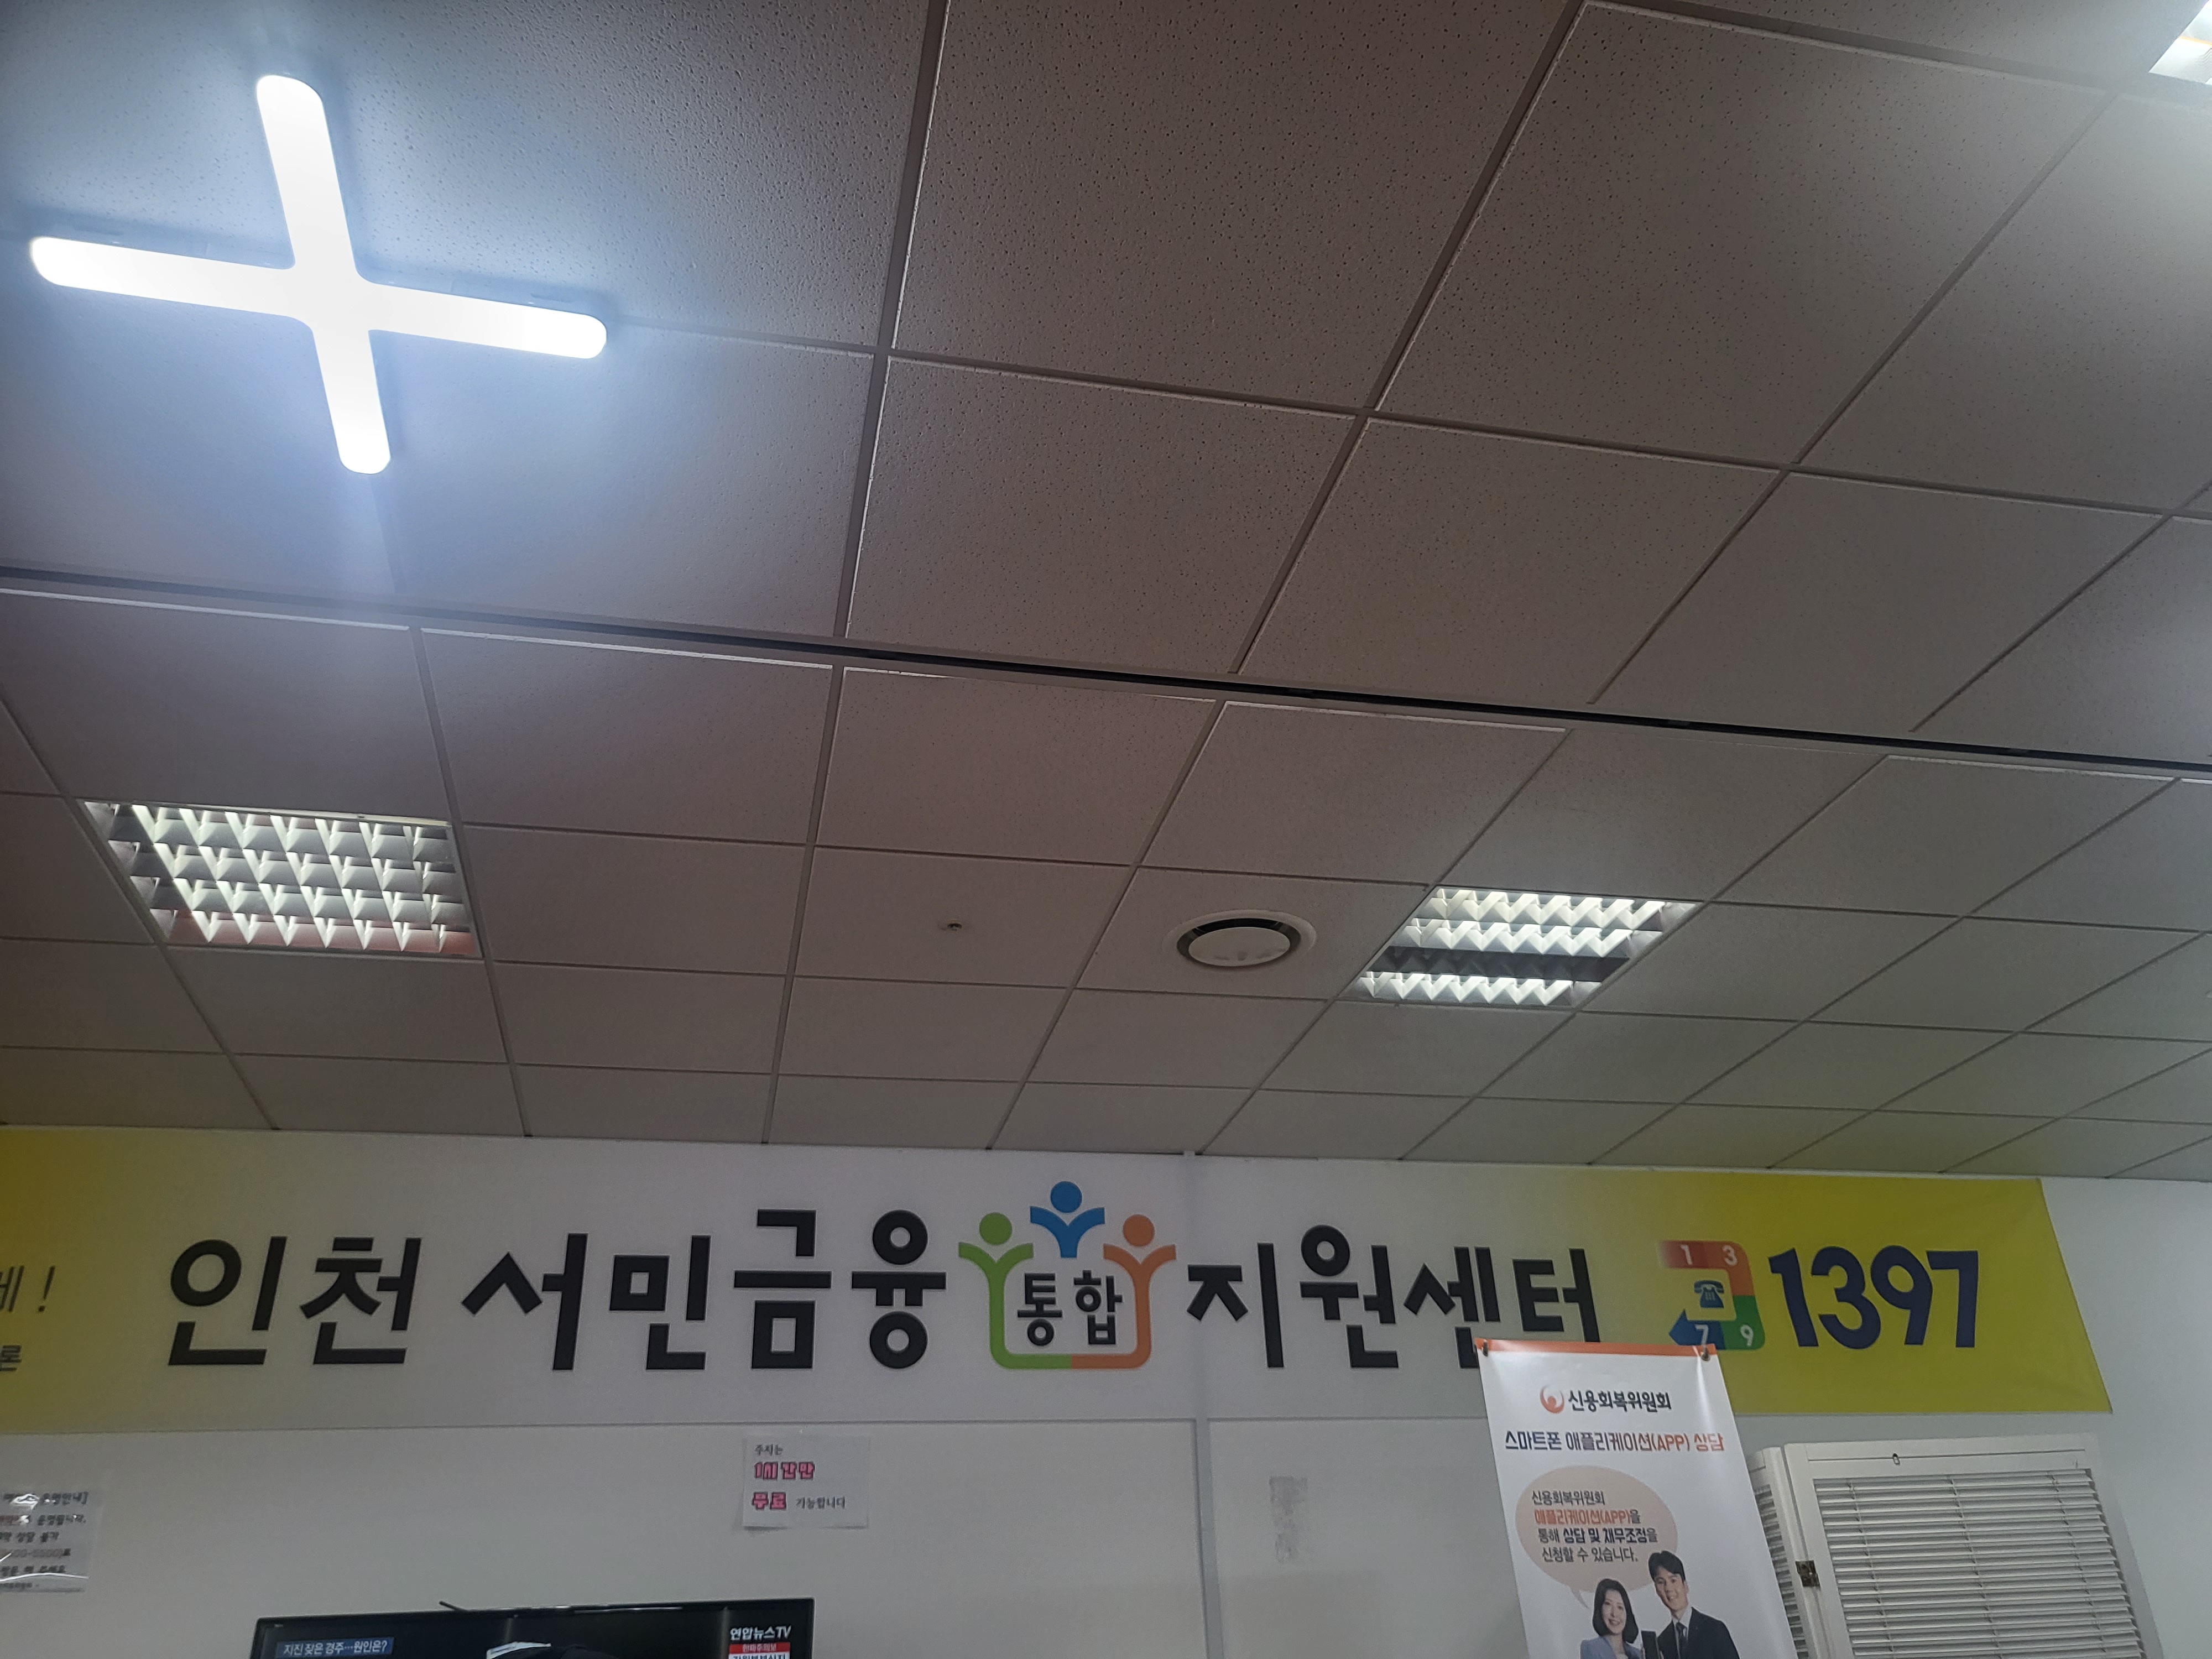 인천 서민금융 통합 지원센터
1 3
7 9
1397
신용회복위원회
스마트폰 애플리케이션(APP) 상담
신용회복위원회
애플리케이션(APP)을
통해 상담 및 채무조정을
신청할 수 있습니다.
주차는
1시간만
무료 가능합니다
지진 잦은 경주…원인은?
연합뉴스TV